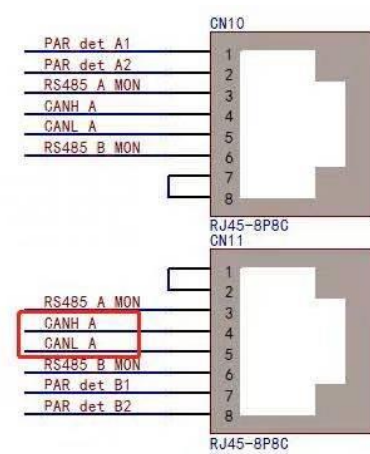 CN10
PAR det A1
1
PAR det A2
2
RS485 A MON
3
CANH A
4
CANL A
5
RS485 B MON
6
7
8
RJ45-8P8C
CN11
1
2
RS485 A MON
3
CANH A
4
CANL A
5
RS485 B MON
6
PAR det B1
7
PAR det B2
8
RJ45-8P8C